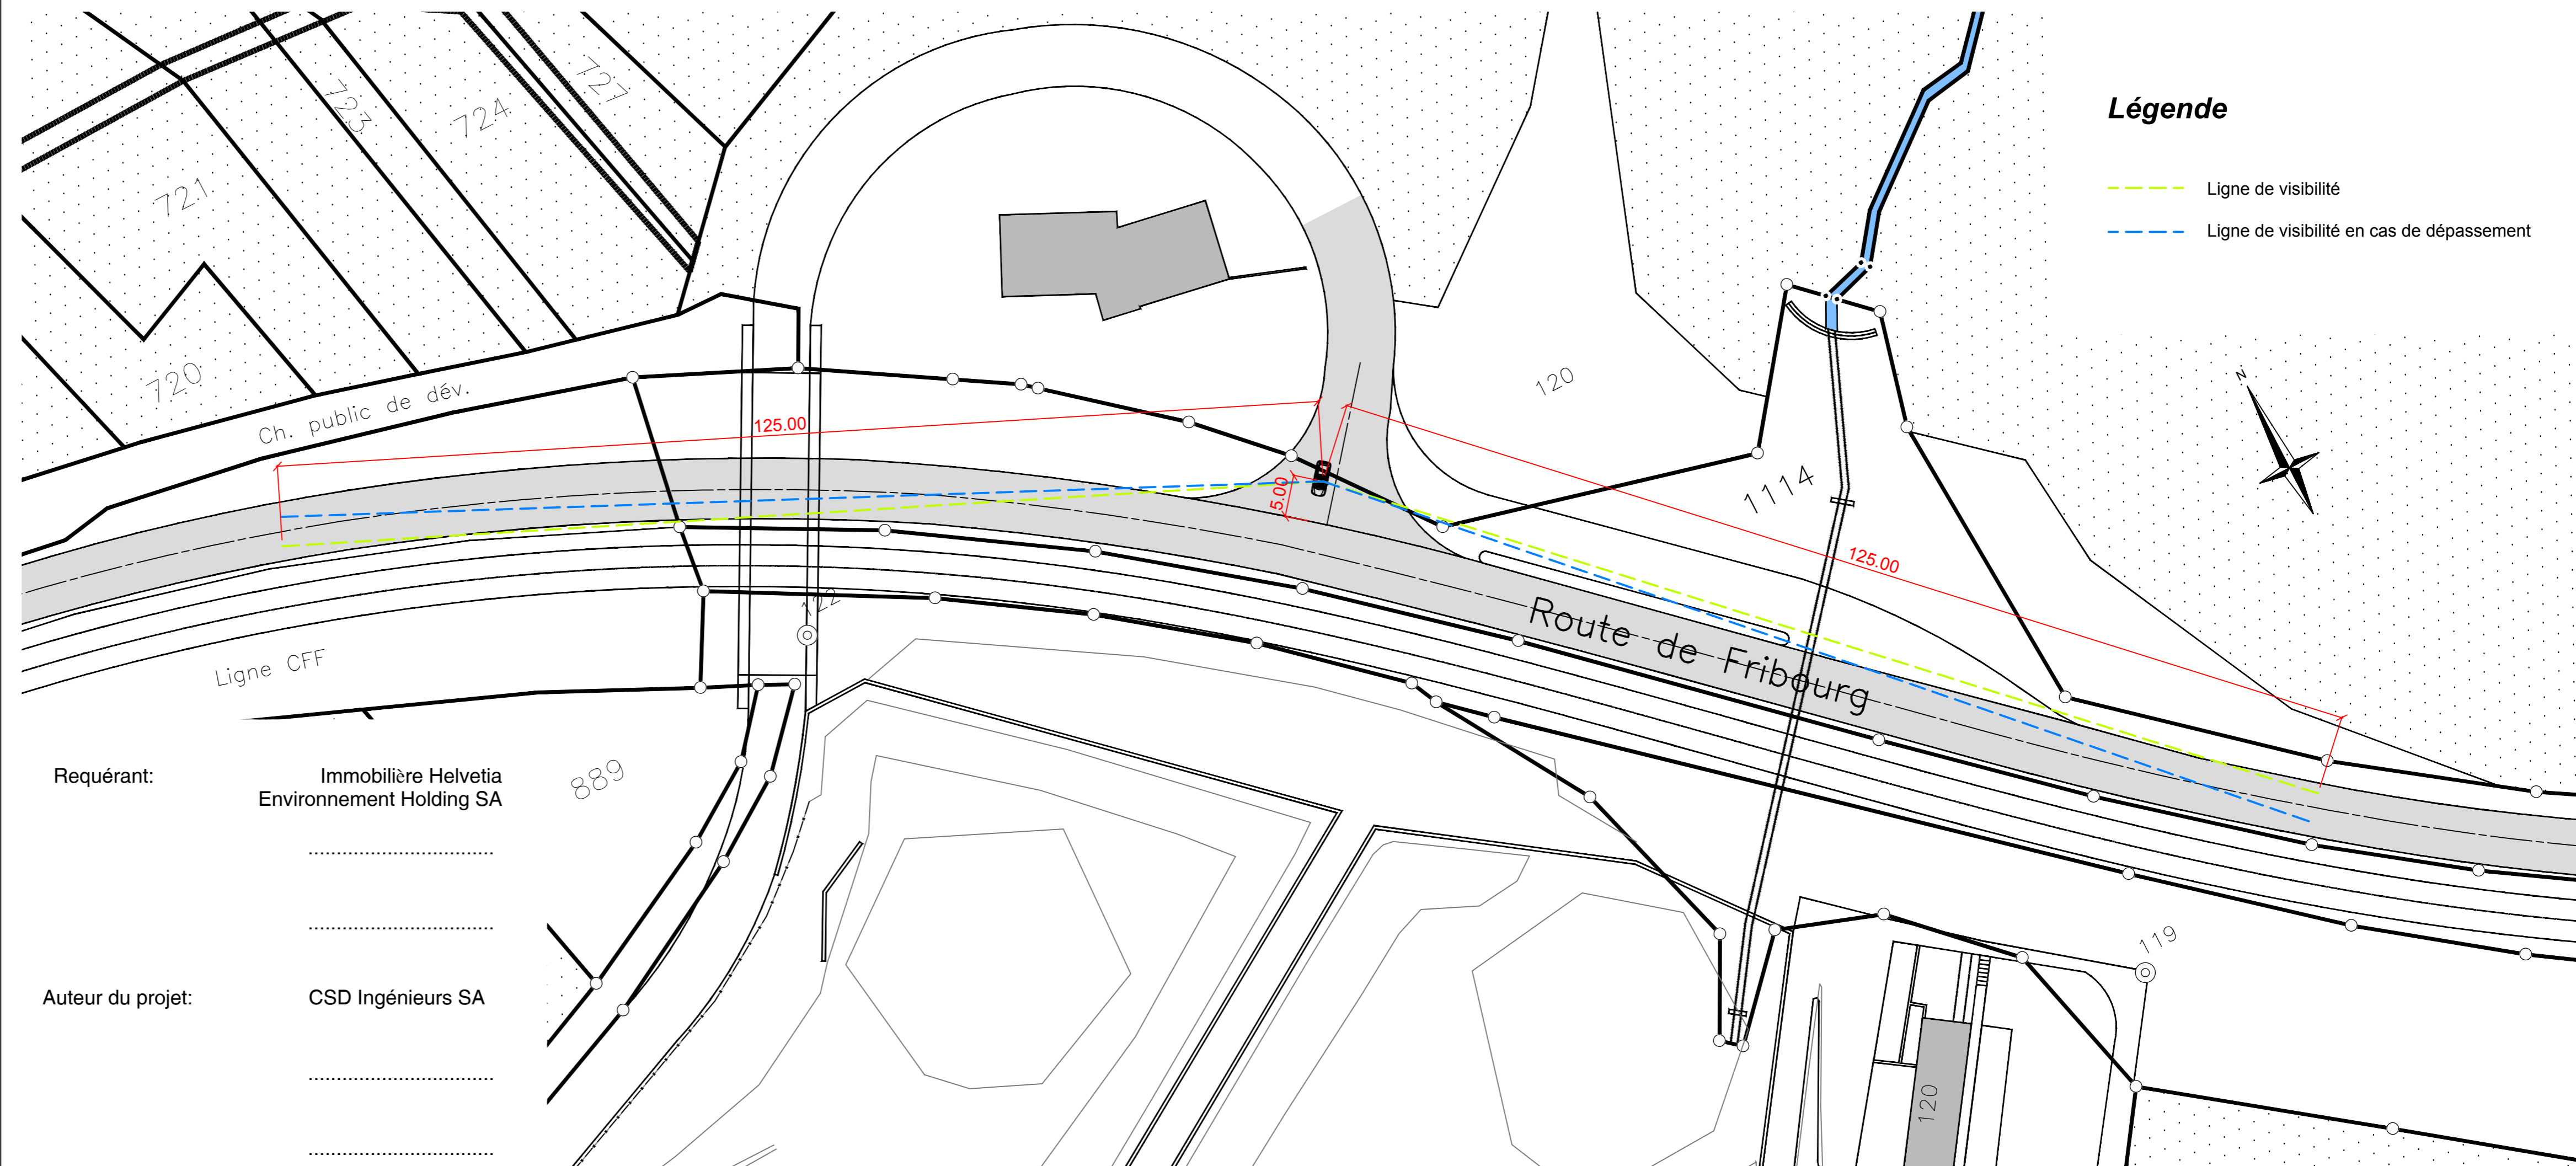 727
723
724
721
720
Ch. public de dév.
125.00
5.00
120
1114
125.00
Route de Fribourg
122
Ligne CFF
889
119
120
N
Légende
Ligne de visibilité
Ligne de visibilité en cas de dépassement
Requérant:
Immobilière Helvetia
Environnement Holding SA
..................................
..................................
Auteur du projet:
CSD Ingénieurs SA
..................................
..................................